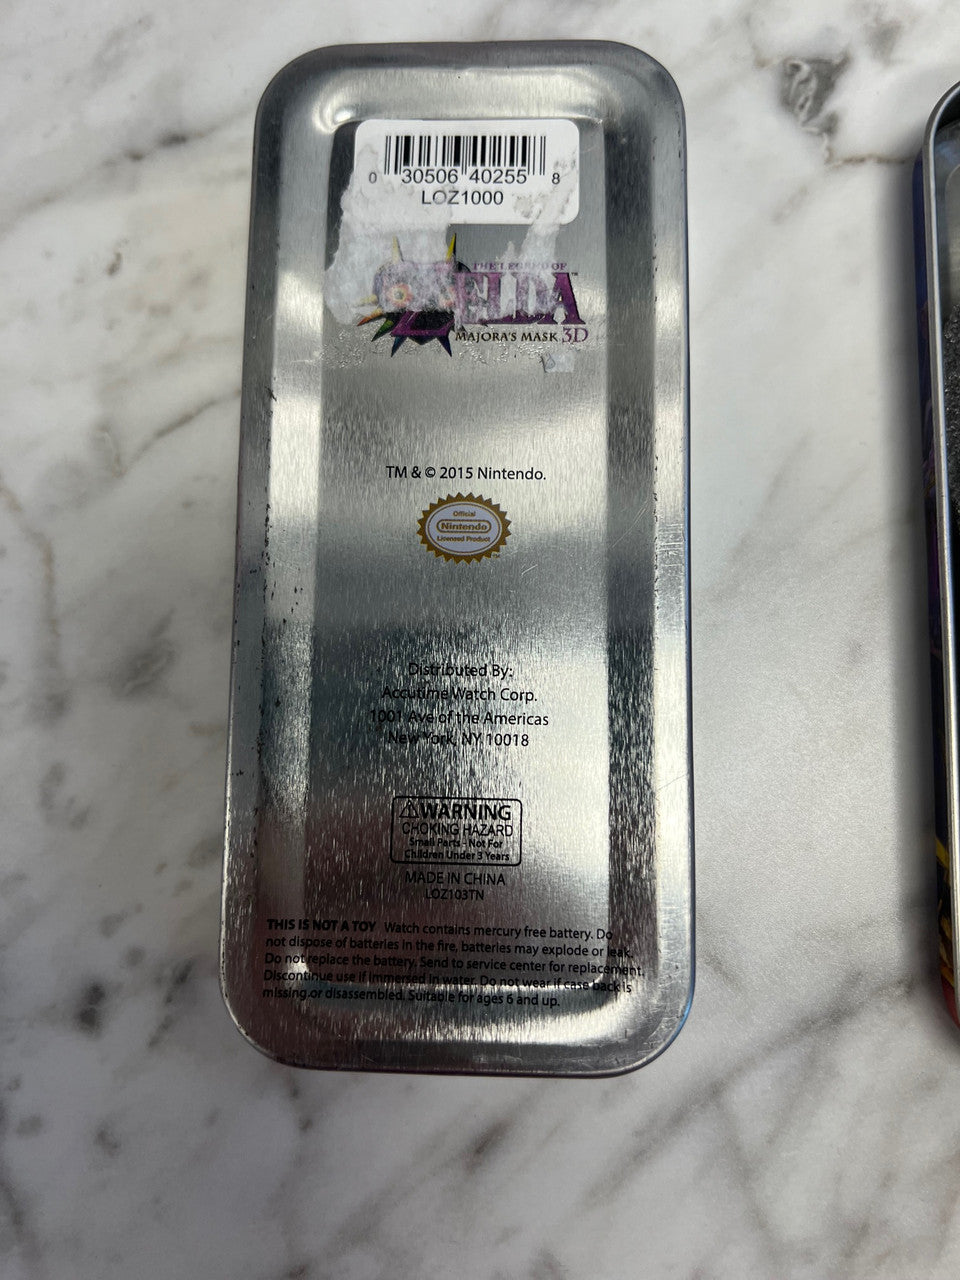 0 30506 40255 8
LOZ1000
THE LEGEND OF
ZELDA™
MAJORA'S MASK 3D
TM & © 2015 Nintendo.
Official
Nintendo
Licensed Product
Distributed By:
Accutime Watch Corp.
1001 Ave of the Americas
New York, NY 10018
⚠WARNING
CHOKING HAZARD
Small Parts - Not For
Children Under 3 Years
MADE IN CHINA
LOZ103TN
THIS IS NOT A TOY Watch contains mercury free battery. Do
not dispose of batteries in the fire, batteries may explode or leak.
Do not replace the battery. Send to service center for replacement.
Discontinue use if immersed in water. Do not wear if case back is
missing or disassembled. Suitable for ages 6 and up.